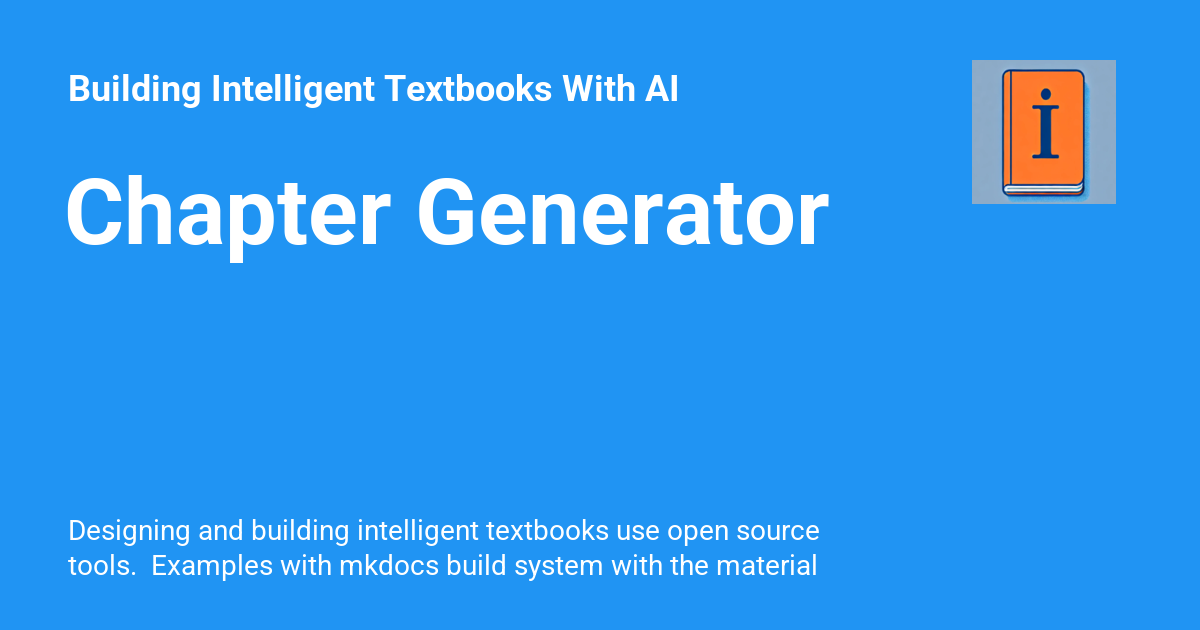 Building Intelligent Textbooks With AI
i
Chapter Generator
Designing and building intelligent textbooks use open source
tools.  Examples with mkdocs build system with the material